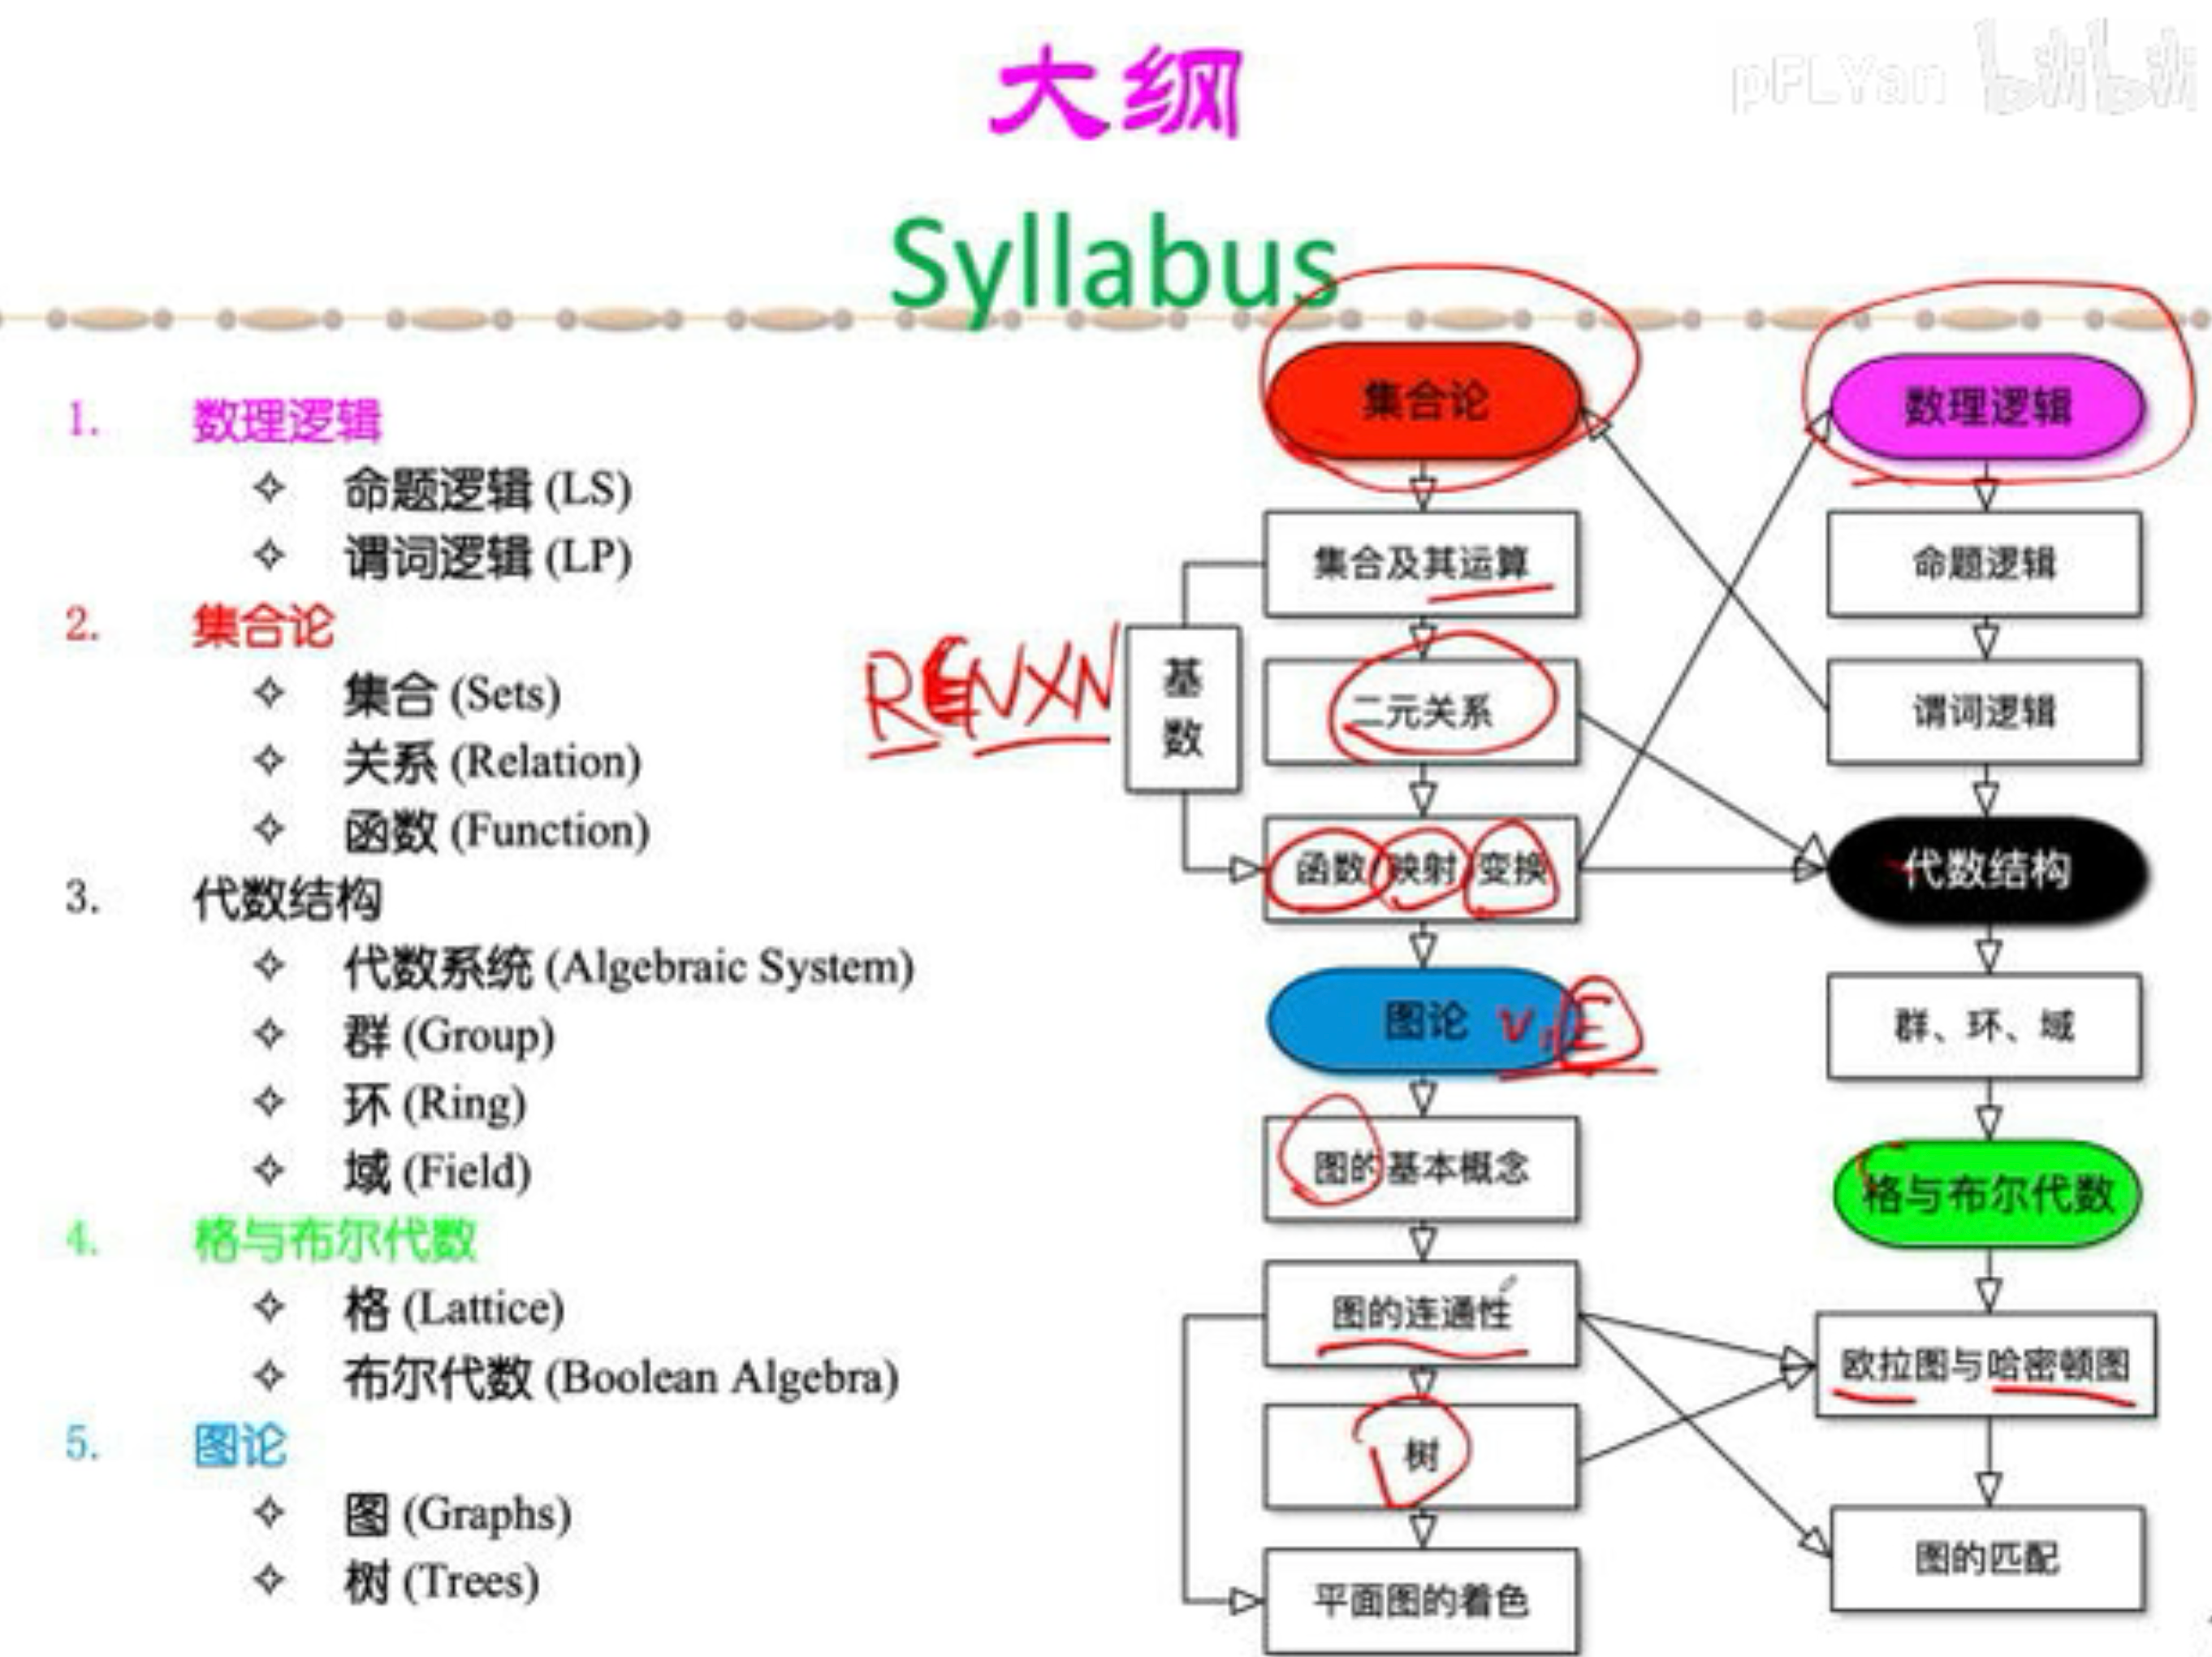 大纲
pFLYan bilibili
Syllabus
1. 数理逻辑
命题逻辑 (LS)
谓词逻辑 (LP)
2. 集合论
集合 (Sets)
关系 (Relation)
函数 (Function)
3. 代数结构
代数系统 (Algebraic System)
群 (Group)
环 (Ring)
域 (Field)
4. 格与布尔代数
格 (Lattice)
布尔代数 (Boolean Algebra)
5. 图论
图 (Graphs)
树 (Trees)
集合论
集合及其运算
基数
R⊆N×N
二元关系
函数 映射 变换
图论 V, E
图的基本概念
图的连通性
树
平面图的着色
数理逻辑
命题逻辑
谓词逻辑
代数结构
群、环、域
格与布尔代数
欧拉图与哈密顿图
图的匹配